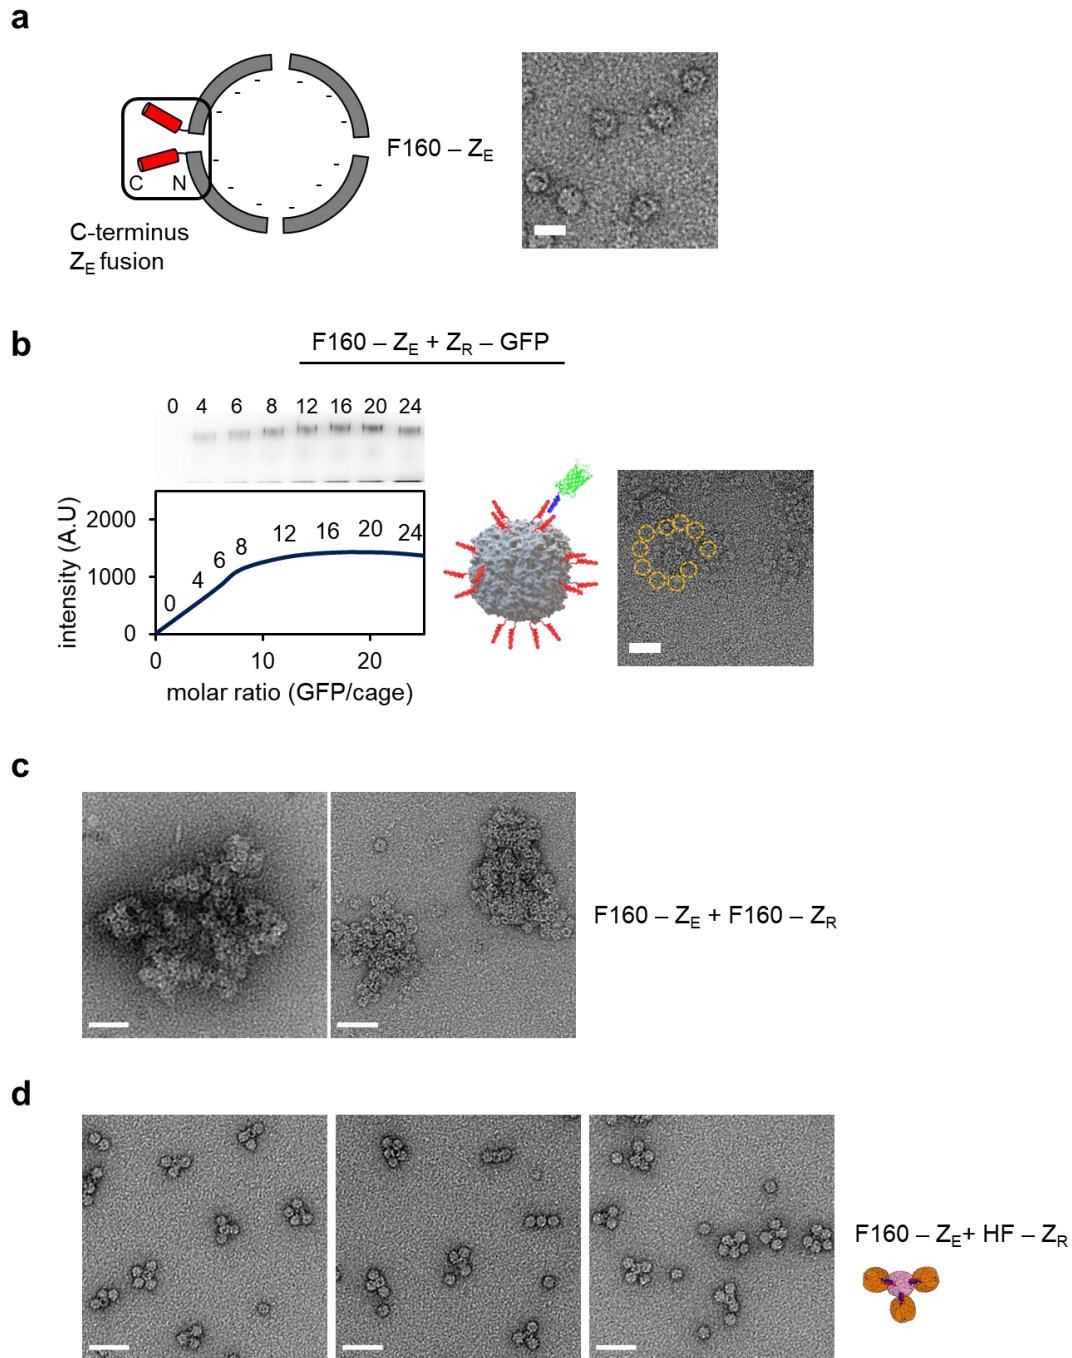 a
F160 – ZE
C N
C-terminus
ZE fusion
b
F160 – ZE + ZR – GFP
0 4 6 8 12 16 20 24
intensity (A.U)
2000
1000
0
0 4 6 8 12 16 20 24
0 10 20
molar ratio (GFP/cage)
c
F160 – ZE + F160 – ZR
d
F160 – ZE+ HF – ZR